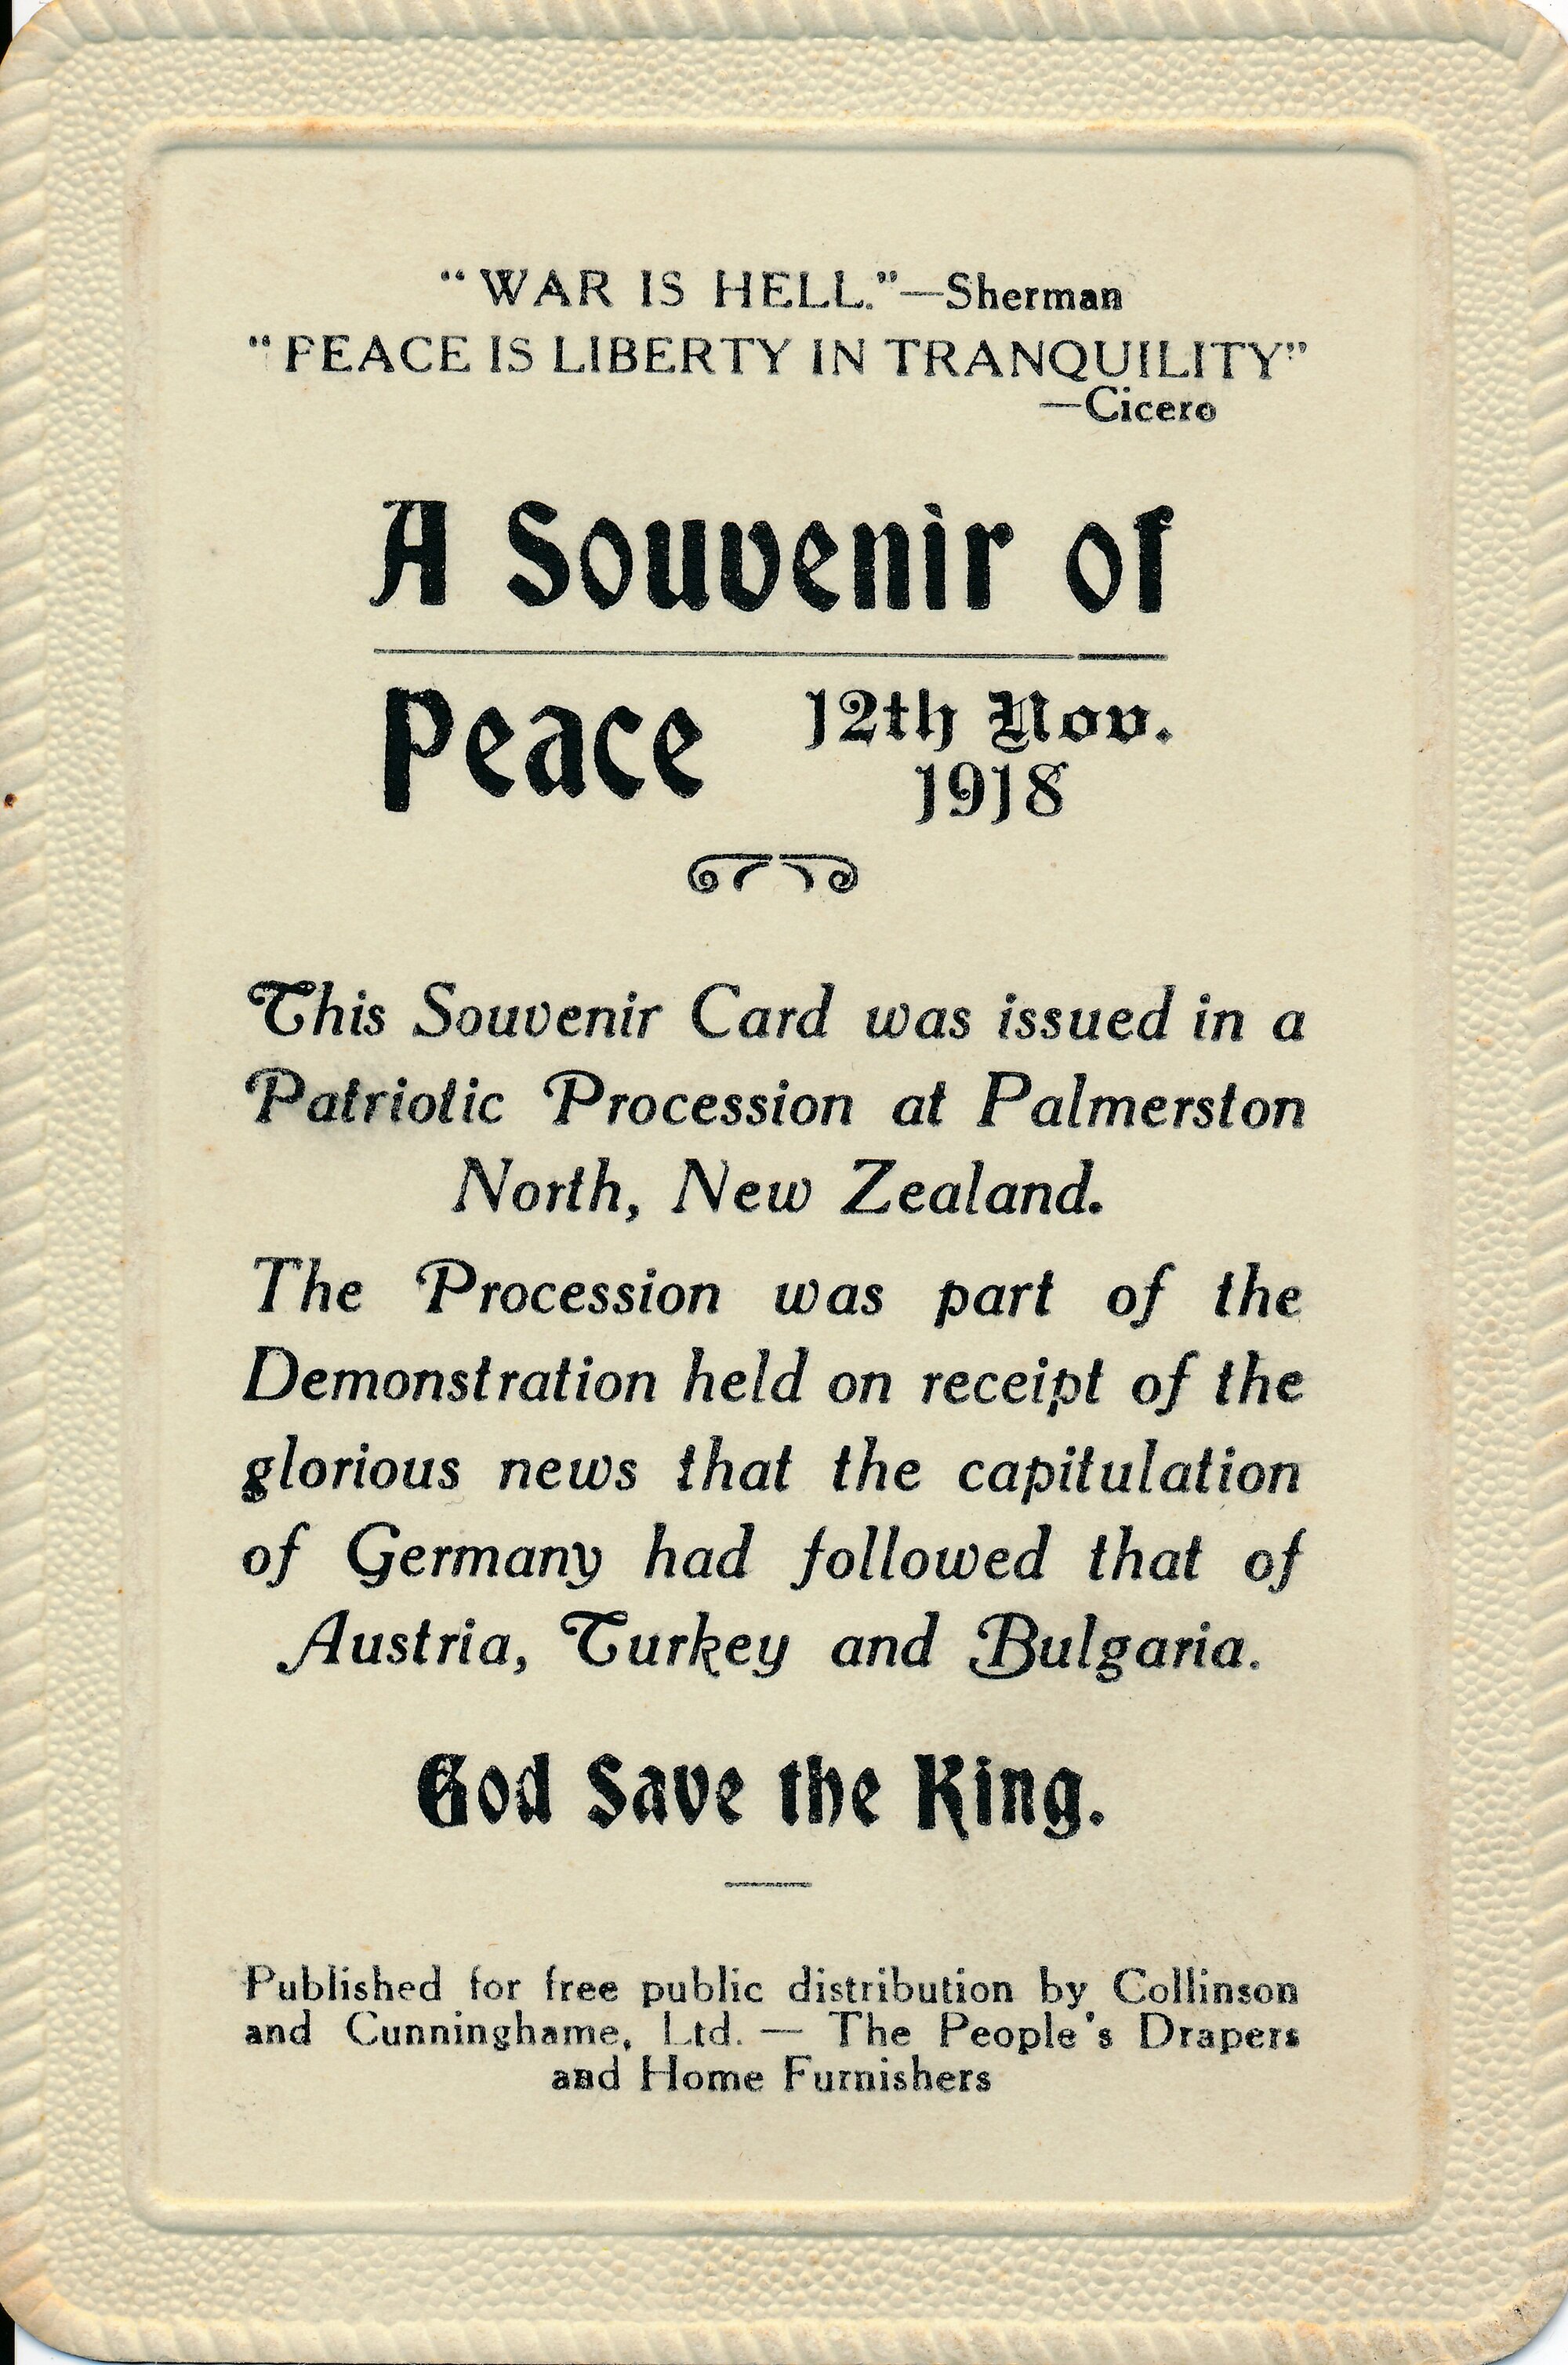 “WAR IS HELL.”—Sherman
“PEACE IS LIBERTY IN TRANQUILITY”
—Cicero
A Souvenir of
Peace 12th Nov.
1918
This Souvenir Card was issued in a
Patriotic Procession at Palmerston
North, New Zealand.
The Procession was part of the
Demonstration held on receipt of the
glorious news that the capitulation
of Germany had followed that of
Austria, Turkey and Bulgaria.
God Save the King.
Published for free public distribution by Collinson
and Cunninghame, Ltd. — The People's Drapers
and Home Furnishers